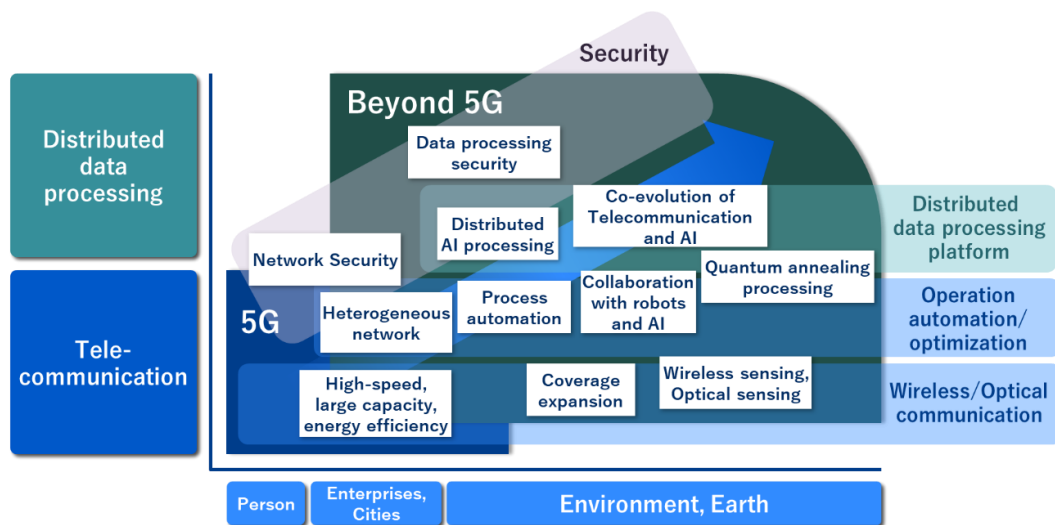 Security
Beyond 5G
Distributed
data
processing
Data processing
security
Co-evolution of
Telecommunication
and AI
Distributed
AI processing
Distributed
data processing
platform
Network Security
Quantum annealing
processing
Collaboration
with robots
and AI
Process
automation
5G
Heterogeneous
network
Operation
automation/
optimization
Tele-
communication
High-speed,
large capacity,
energy efficiency
Coverage
expansion
Wireless sensing,
Optical sensing
Wireless/Optical
communication
Person
Enterprises,
Cities
Environment, Earth